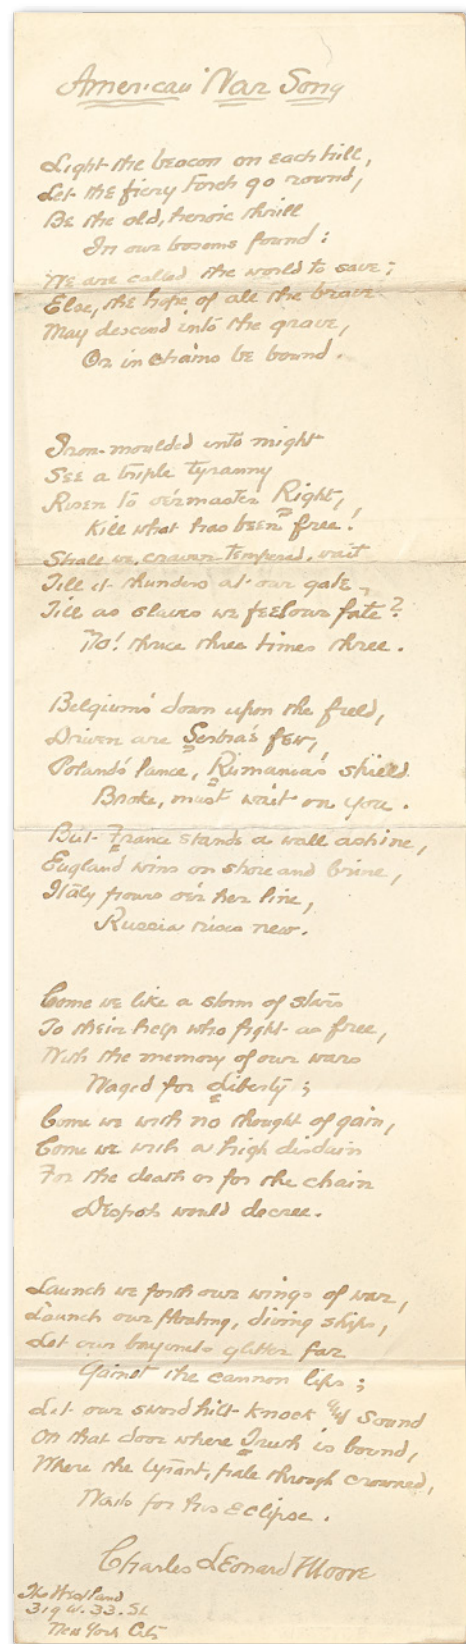 American War Song
Light the beacon on each hill,
Let the fiery torch go round,
Be the old, heroic thrill
In our bosoms found:
We are called the world to save;
Else, the hope of all the brave
May descend into the grave,
Or in chains be bound.
Iron-moulded into might
See a triple tyranny
Risen to o'ermaster Right,
Kill what has been free!
Shall we, craven-tempered, wait
Till it thunders at our gate,
Till as slaves we feel our fate?
No! thrice three times three.
Belgium's down upon the field,
Driven are Serbia's few,
Poland's lance, Rumania's shield
Broke, must wait on you.
But France stands a wall ashine,
England wins on shore and brine,
Italy pours o'er her line,
Russia rises new.
Come we like a storm of stars
To their help who fight as free,
With the memory of our wars
Waged for Liberty;
Come we with no thought of gain,
Come we with a high disdain
For the death or for the chain
Despots would decree.
Launch we forth our wings of war,
Launch our floating, diving ships,
Let our bayonets glitter far
Gainst the cannon lips;
Let our sword hilt knock and sound
On that door where Truth is bound,
Where the tyrant, pale through crowned,
Waits for his eclipse.
Charles Leonard Moore
The Westland
319 W. 33. St
New York City